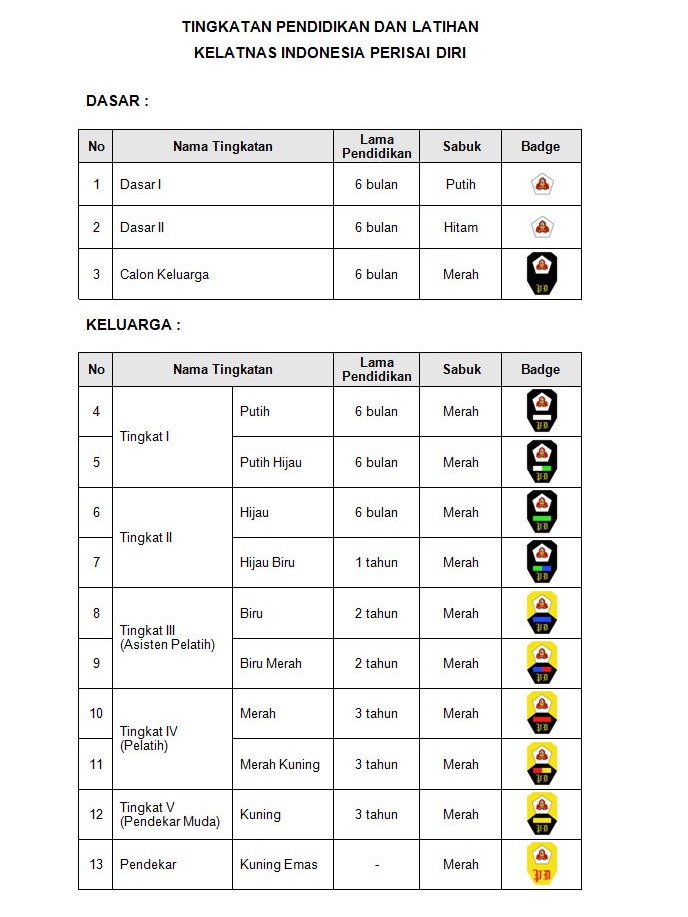 TINGKATAN PENDIDIKAN DAN LATIHAN
KELATNAS INDONESIA PERISAI DIRI
DASAR :
No Nama Tingkatan Lama Pendidikan Sabuk Badge
1 Dasar I 6 bulan Putih
2 Dasar II 6 bulan Hitam
3 Calon Keluarga 6 bulan Merah PD
KELUARGA :
No Nama Tingkatan Lama Pendidikan Sabuk Badge
4 Tingkat I Putih 6 bulan Merah PD
5 Putih Hijau 6 bulan Merah PD
6 Tingkat II Hijau 6 bulan Merah PD
7 Hijau Biru 1 tahun Merah PD
8 Tingkat III (Asisten Pelatih) Biru 2 tahun Merah PD
9 Biru Merah 2 tahun Merah PD
10 Tingkat IV (Pelatih) Merah 3 tahun Merah PD
11 Merah Kuning 3 tahun Merah PD
12 Tingkat V (Pendekar Muda) Kuning 3 tahun Merah PD
13 Pendekar Kuning Emas - Merah PD